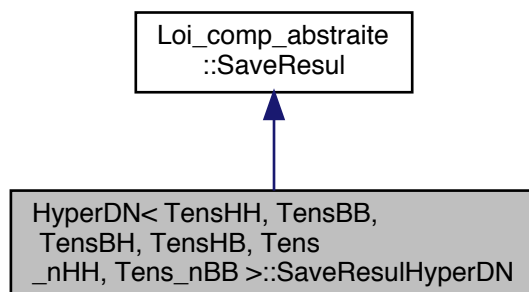 Loi_comp_abstraite
::SaveResul
HyperDN< TensHH, TensBB,
TensBH, TensHB, Tens
_nHH, Tens_nBB >::SaveResulHyperDN